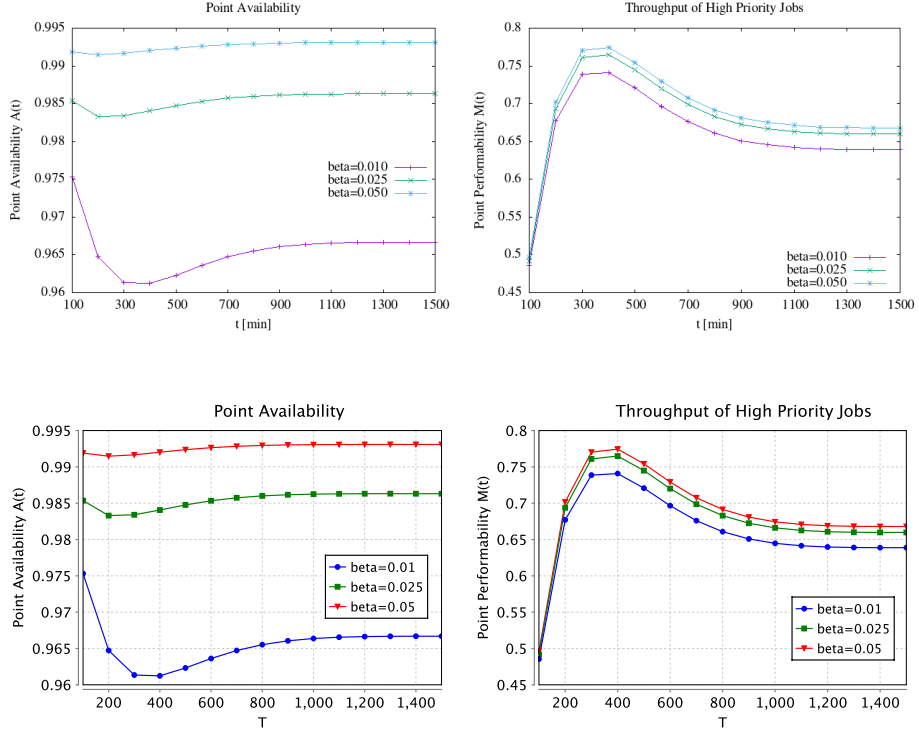 Point Availability
0.995
0.99
0.985
0.98
0.975
0.97
0.965
0.96
Point Availability A(t)
beta=0.010
beta=0.025
beta=0.050
100 300 500 700 900 1100 1300 1500
t [min]
Throughput of High Priority Jobs
0.8
0.75
0.7
0.65
0.6
0.55
0.5
0.45
Point Performability M(t)
beta=0.010
beta=0.025
beta=0.050
100 300 500 700 900 1100 1300 1500
t [min]
Point Availability
0.995
0.99
0.985
0.98
0.975
0.97
0.965
0.96
Point Availability A(t)
beta=0.01
beta=0.025
beta=0.05
200 400 600 800 1,000 1,200 1,400
T
Throughput of High Priority Jobs
0.8
0.75
0.7
0.65
0.6
0.55
0.5
0.45
Point Performability M(t)
beta=0.01
beta=0.025
beta=0.05
200 400 600 800 1,000 1,200 1,400
T